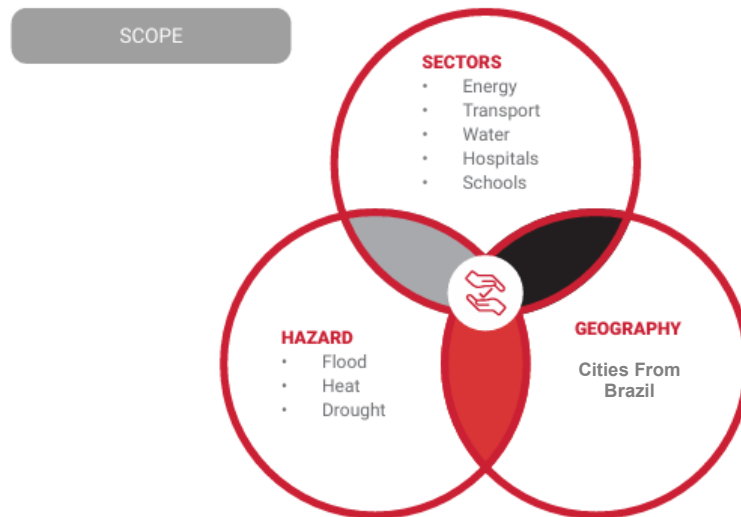 SCOPE
SECTORS
• Energy
• Transport
• Water
• Hospitals
• Schools
HAZARD
• Flood
• Heat
• Drought
GEOGRAPHY
Cities From
Brazil